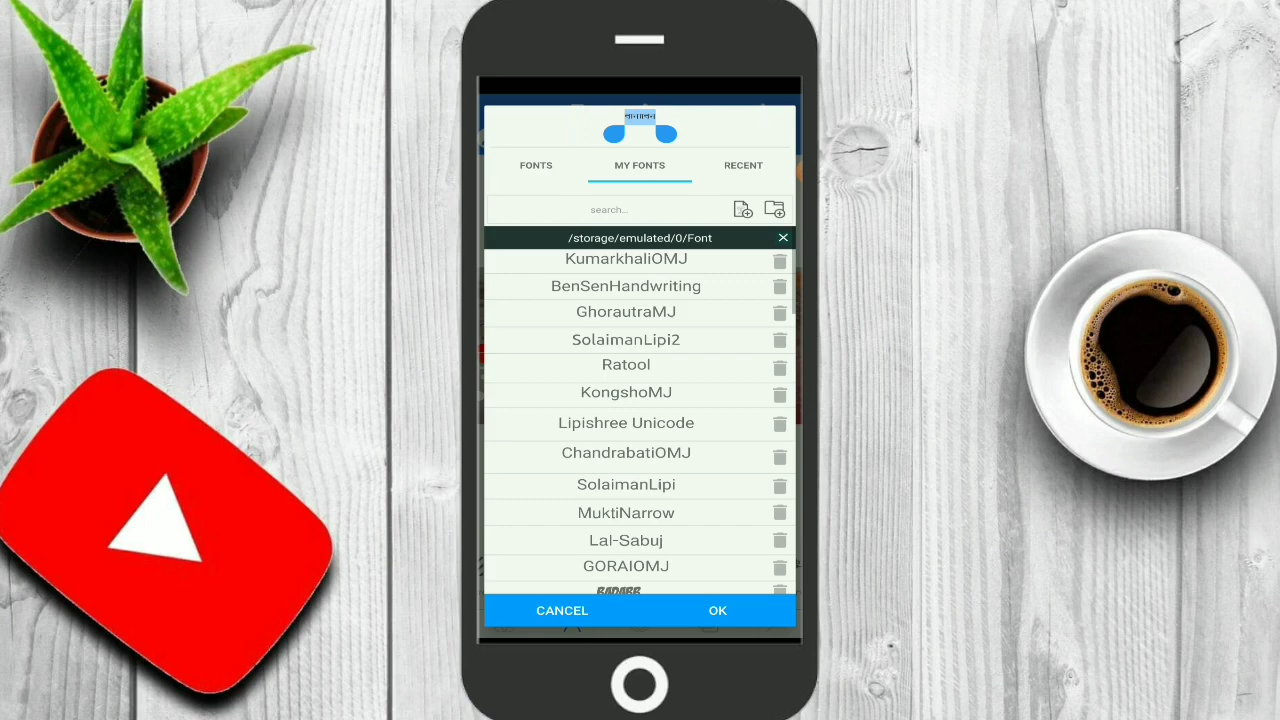 FONTS MY FONTS RECENT
search...
/storage/emulated/0/Font
KumarkhaliOMJ
BenSenHandwriting
GhorautraMJ
SolaimanLipi2
Ratool
KongshoMJ
Lipishree Unicode
ChandrabatiOMJ
SolaimanLipi
MuktiNarrow
Lal-Sabuj
GORAIOMJ
CANCEL OK